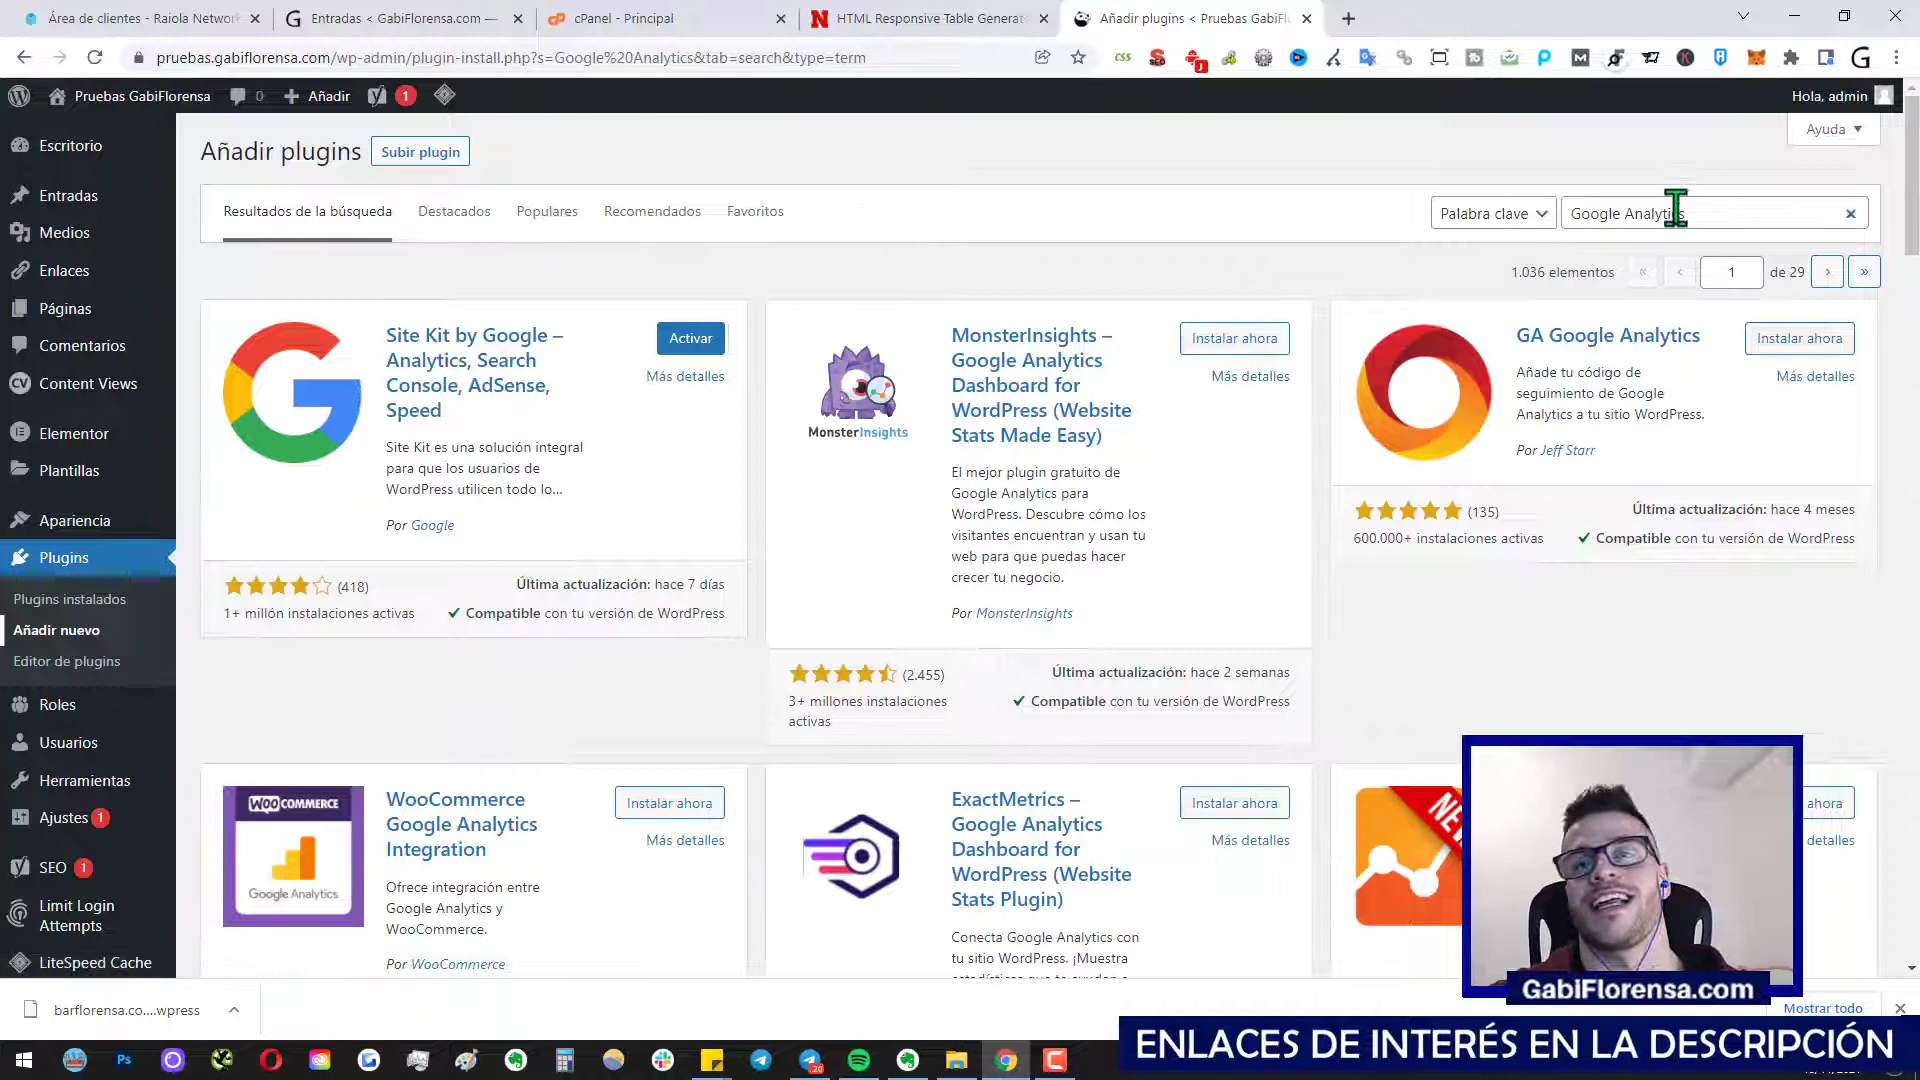 Área de clientes - Raiola Network
Entradas < GabiFlorensa.com —
cPanel - Principal
HTML Responsive Table Generat
Añadir plugins < Pruebas GabiFl
pruebas.gabiflorensa.com/wp-admin/plugin-install.php?s=Google%20Analytics&tab=search&type=term
Pruebas GabiFlorensa
0
Añadir
1
Hola, admin
Ayuda
Escritorio
Entradas
Medios
Enlaces
Páginas
Comentarios
Content Views
Elementor
Plantillas
Apariencia
Plugins
Plugins instalados
Añadir nuevo
Editor de plugins
Roles
Usuarios
Herramientas
Ajustes 1
SEO 1
Limit Login
Attempts
LiteSpeed Cache
Añadir plugins
Subir plugin
Resultados de la búsqueda
Destacados
Populares
Recomendados
Favoritos
Palabra clave
Google Analytics
1.036 elementos
« ‹ 1 de 29 › »
Site Kit by Google –
Analytics, Search
Console, AdSense,
Speed
Activar
Más detalles
Site Kit es una solución integral
para que los usuarios de
WordPress utilicen todo lo...
Por Google
(418)
1+ millón instalaciones activas
Última actualización: hace 7 días
Compatible con tu versión de WordPress
MonsterInsights
MonsterInsights –
Google Analytics
Dashboard for
WordPress (Website
Stats Made Easy)
Instalar ahora
Más detalles
El mejor plugin gratuito de
Google Analytics para
WordPress. Descubre cómo los
visitantes encuentran y usan tu
web para que puedas hacer
crecer tu negocio.
Por MonsterInsights
(2.455)
3+ millones instalaciones
activas
Última actualización: hace 2 semanas
Compatible con tu versión de WordPress
GA Google Analytics
Instalar ahora
Más detalles
Añade tu código de
seguimiento de Google
Analytics a tu sitio WordPress.
Por Jeff Starr
(135)
600.000+ instalaciones activas
Última actualización: hace 4 meses
Compatible con tu versión de WordPress
WOO COMMERCE
Google Analytics
WooCommerce
Google Analytics
Integration
Instalar ahora
Más detalles
Ofrece integración entre
Google Analytics y
WooCommerce.
Por WooCommerce
ExactMetrics –
Google Analytics
Dashboard for
WordPress (Website
Stats Plugin)
Instalar ahora
Más detalles
Conecta Google Analytics con
tu sitio WordPress. ¡Muestra
NEW
ahora
detalles
GabiFlorensa.com
barflorensa.co....wpress
Mostrar todo
ENLACES DE INTERÉS EN LA DESCRIPCIÓN